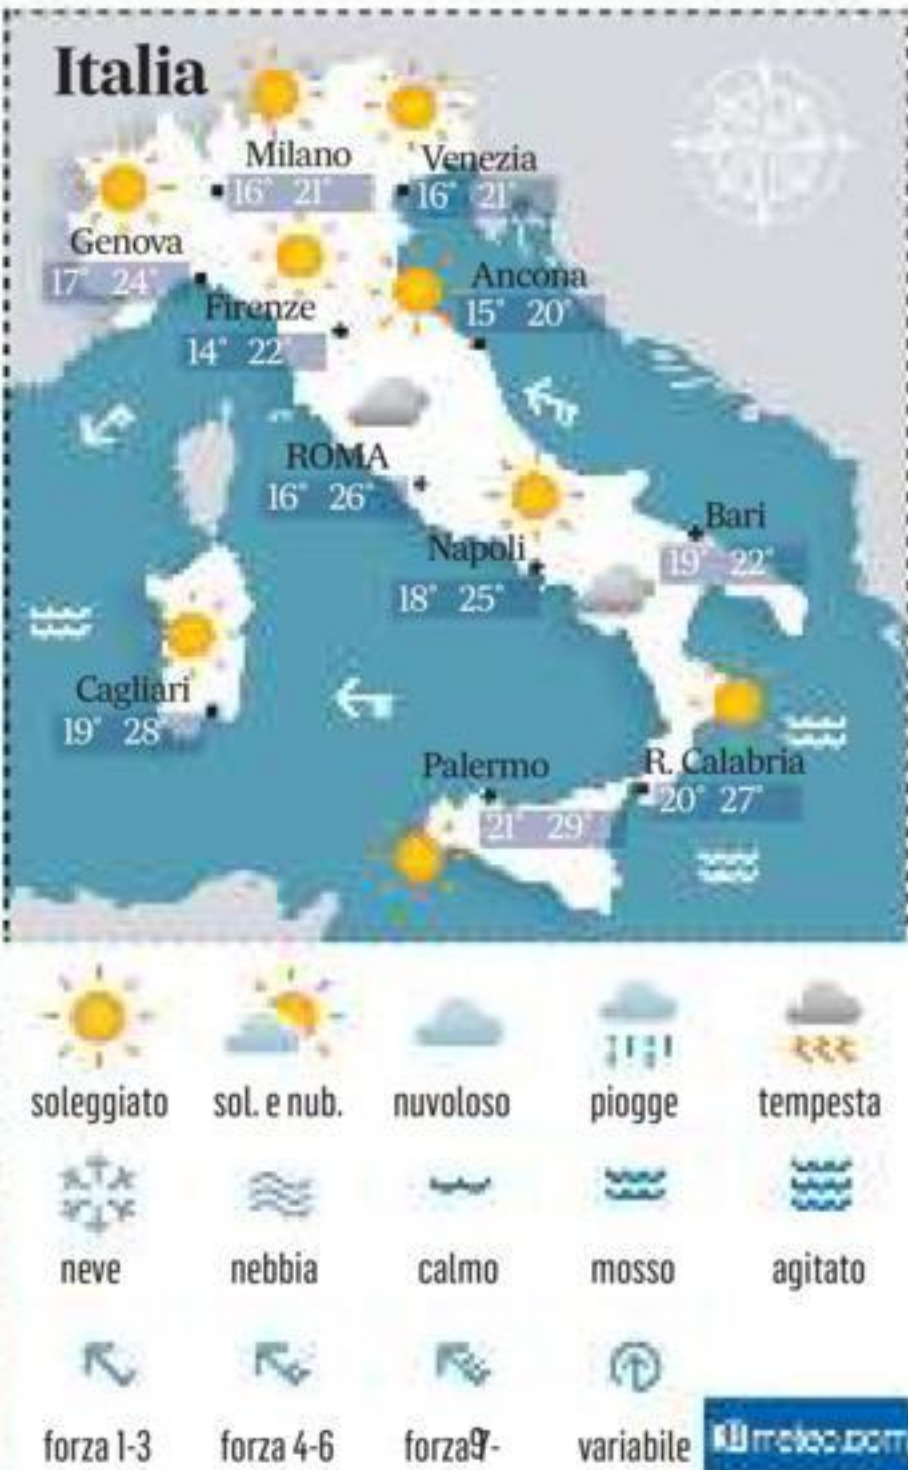 Italia
Milano
16° 21°
Venezia
16° 21°
Genova
17° 24°
Firenze
14° 22°
Ancona
15° 20°
ROMA
16° 26°
Bari
19° 22°
Napoli
18° 25°
Cagliari
19° 28°
Palermo
21° 29°
R. Calabria
20° 27°
soleggiato sol. e nub. nuvoloso piogge tempesta
neve nebbia calmo mosso agitato
forza 1-3 forza 4-6 forza variabile